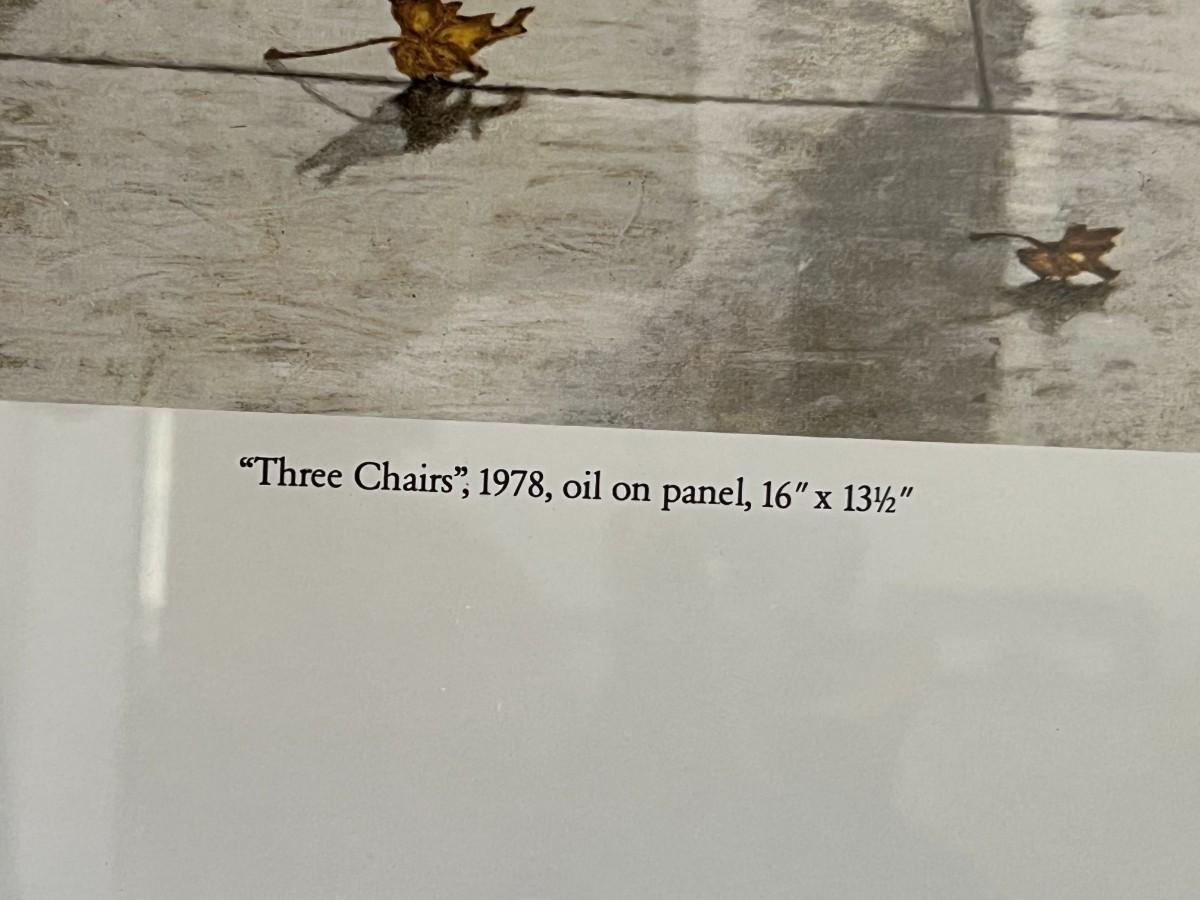 “Three Chairs”, 1978, oil on panel, 16″ x 13½″